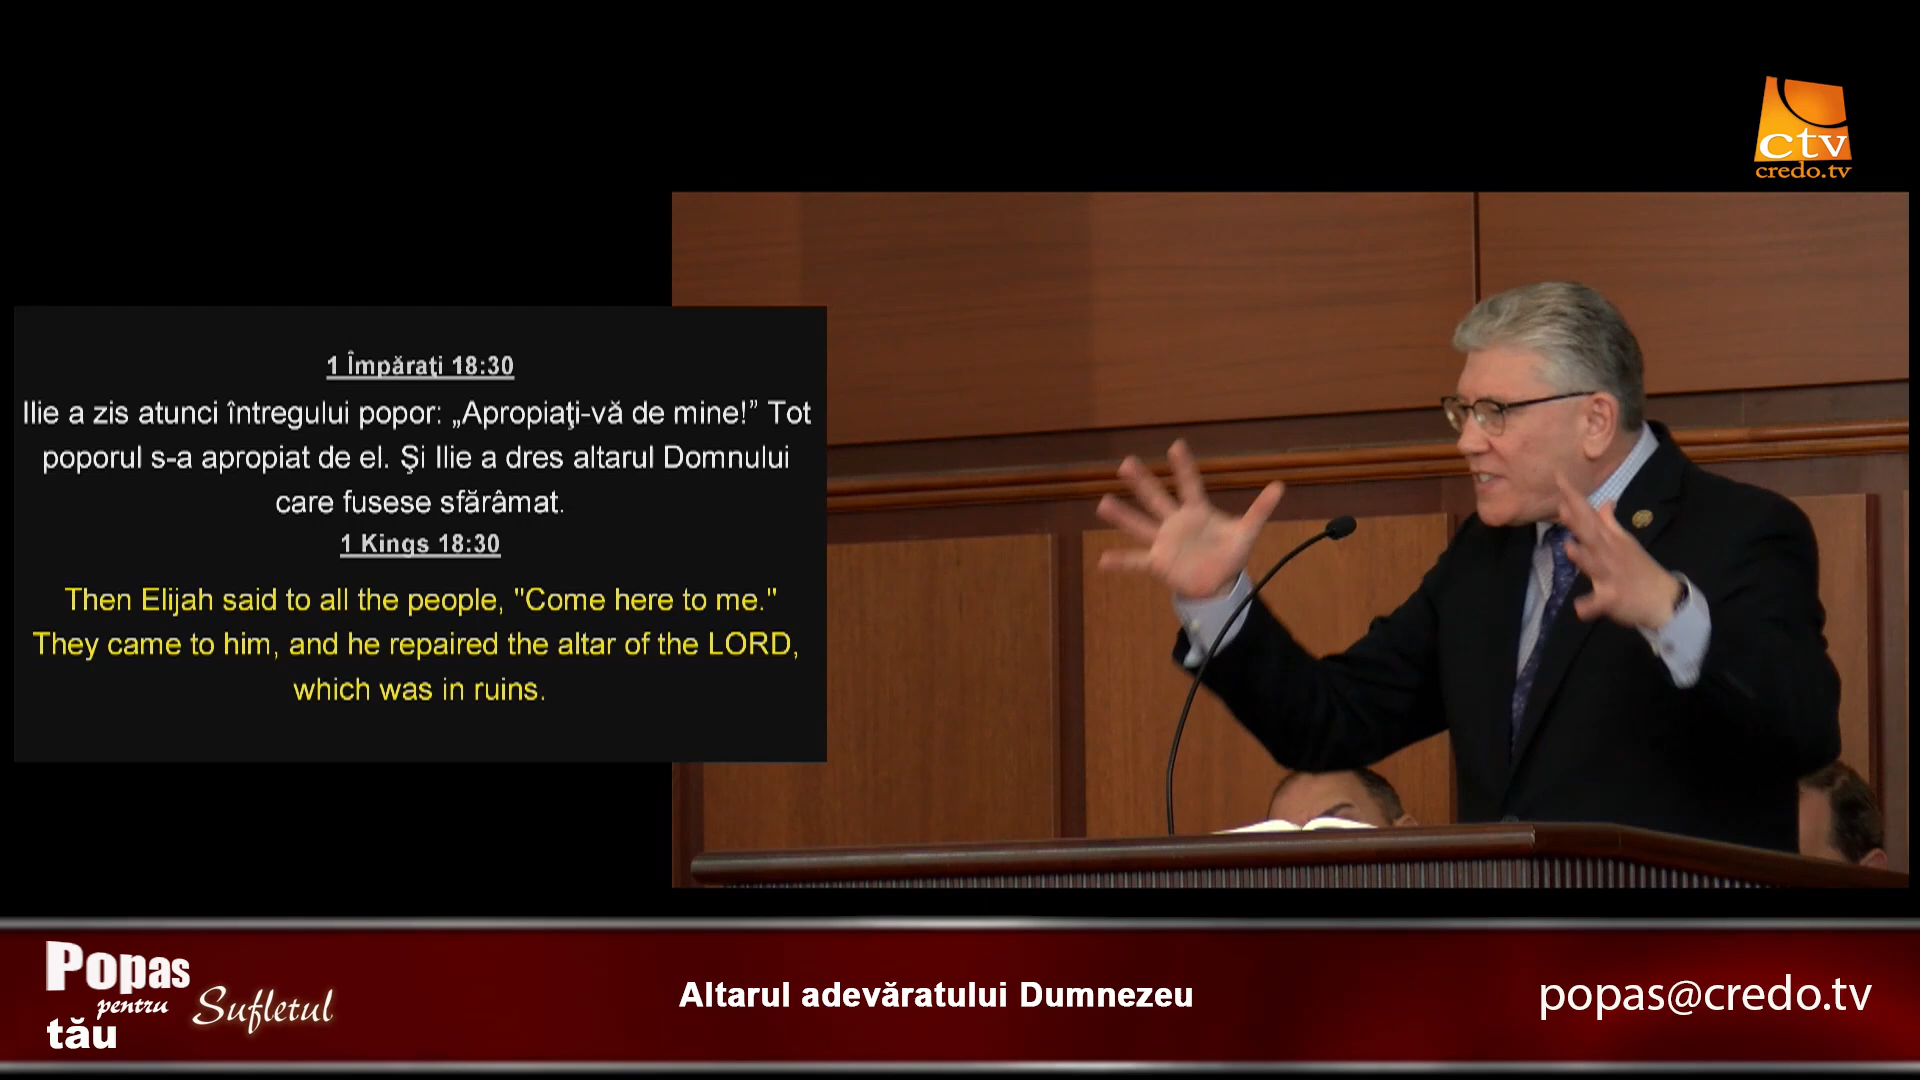 ctv
credo.tv
1 Împăraţi 18:30
Ilie a zis atunci întregului popor: „Apropiaţi-vă de mine!” Tot
poporul s-a apropiat de el. Şi Ilie a dres altarul Domnului
care fusese sfărâmat.
1 Kings 18:30
Then Elijah said to all the people, "Come here to me."
They came to him, and he repaired the altar of the LORD,
which was in ruins.
Popas
pentru Sufletul
tău
Altarul adevăratului Dumnezeu
popas@credo.tv